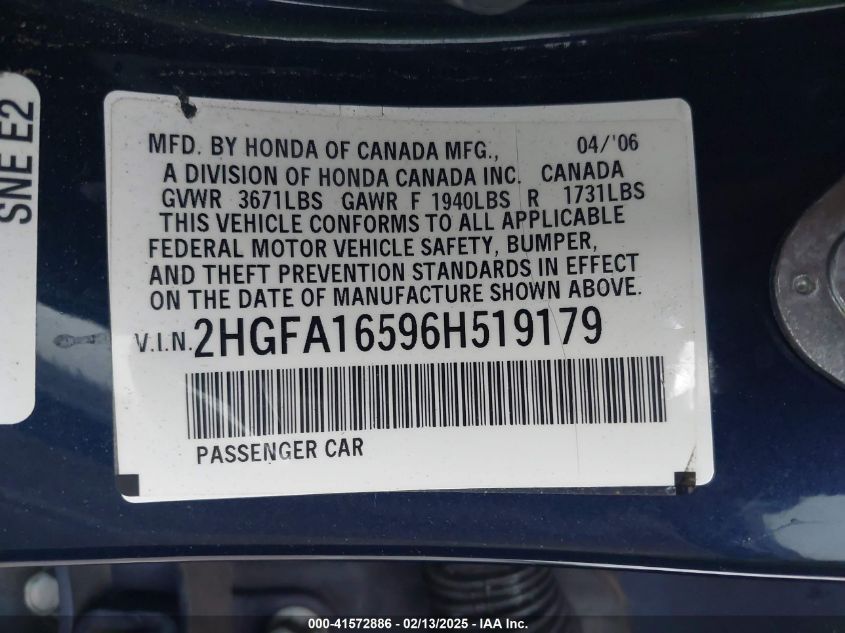 SNE E2
MFD. BY HONDA OF CANADA MFG., 04/'06
A DIVISION OF HONDA CANADA INC. CANADA
GVWR 3671LBS GAWR F 1940LBS R 1731LBS
THIS VEHICLE CONFORMS TO ALL APPLICABLE
FEDERAL MOTOR VEHICLE SAFETY, BUMPER,
AND THEFT PREVENTION STANDARDS IN EFFECT
ON THE DATE OF MANUFACTURE SHOWN ABOVE.
V.I.N. 2HGFA16596H519179
PASSENGER CAR
000-41572886 - 02/13/2025 - O-SC-13147